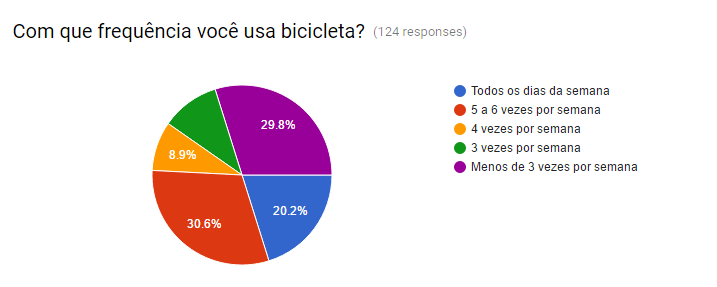 Com que frequência você usa bicicleta? (124 responses)
Todos os dias da semana
5 a 6 vezes por semana
4 vezes por semana
3 vezes por semana
Menos de 3 vezes por semana
29.8%
8.9%
20.2%
30.6%